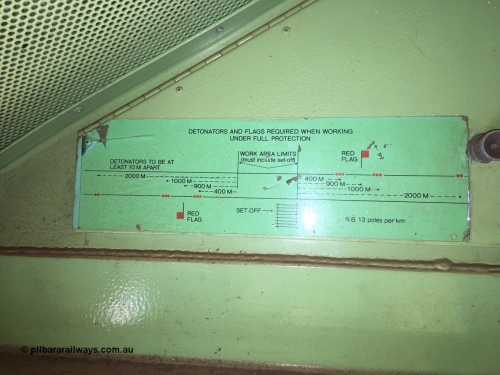 DETONATORS AND FLAGS REQUIRED WHEN WORKING
UNDER FULL PROTECTION
DETONATORS TO BE AT
LEAST 10M APART
WORK AREA LIMITS
(must include set-off)
RED
FLAG
2000 M
1000 M
900 M
400 M
400 M
900 M
1000 M
2000 M
RED
FLAG
SET-OFF
N.B. 13 poles per km
© pilbararailways.com.au